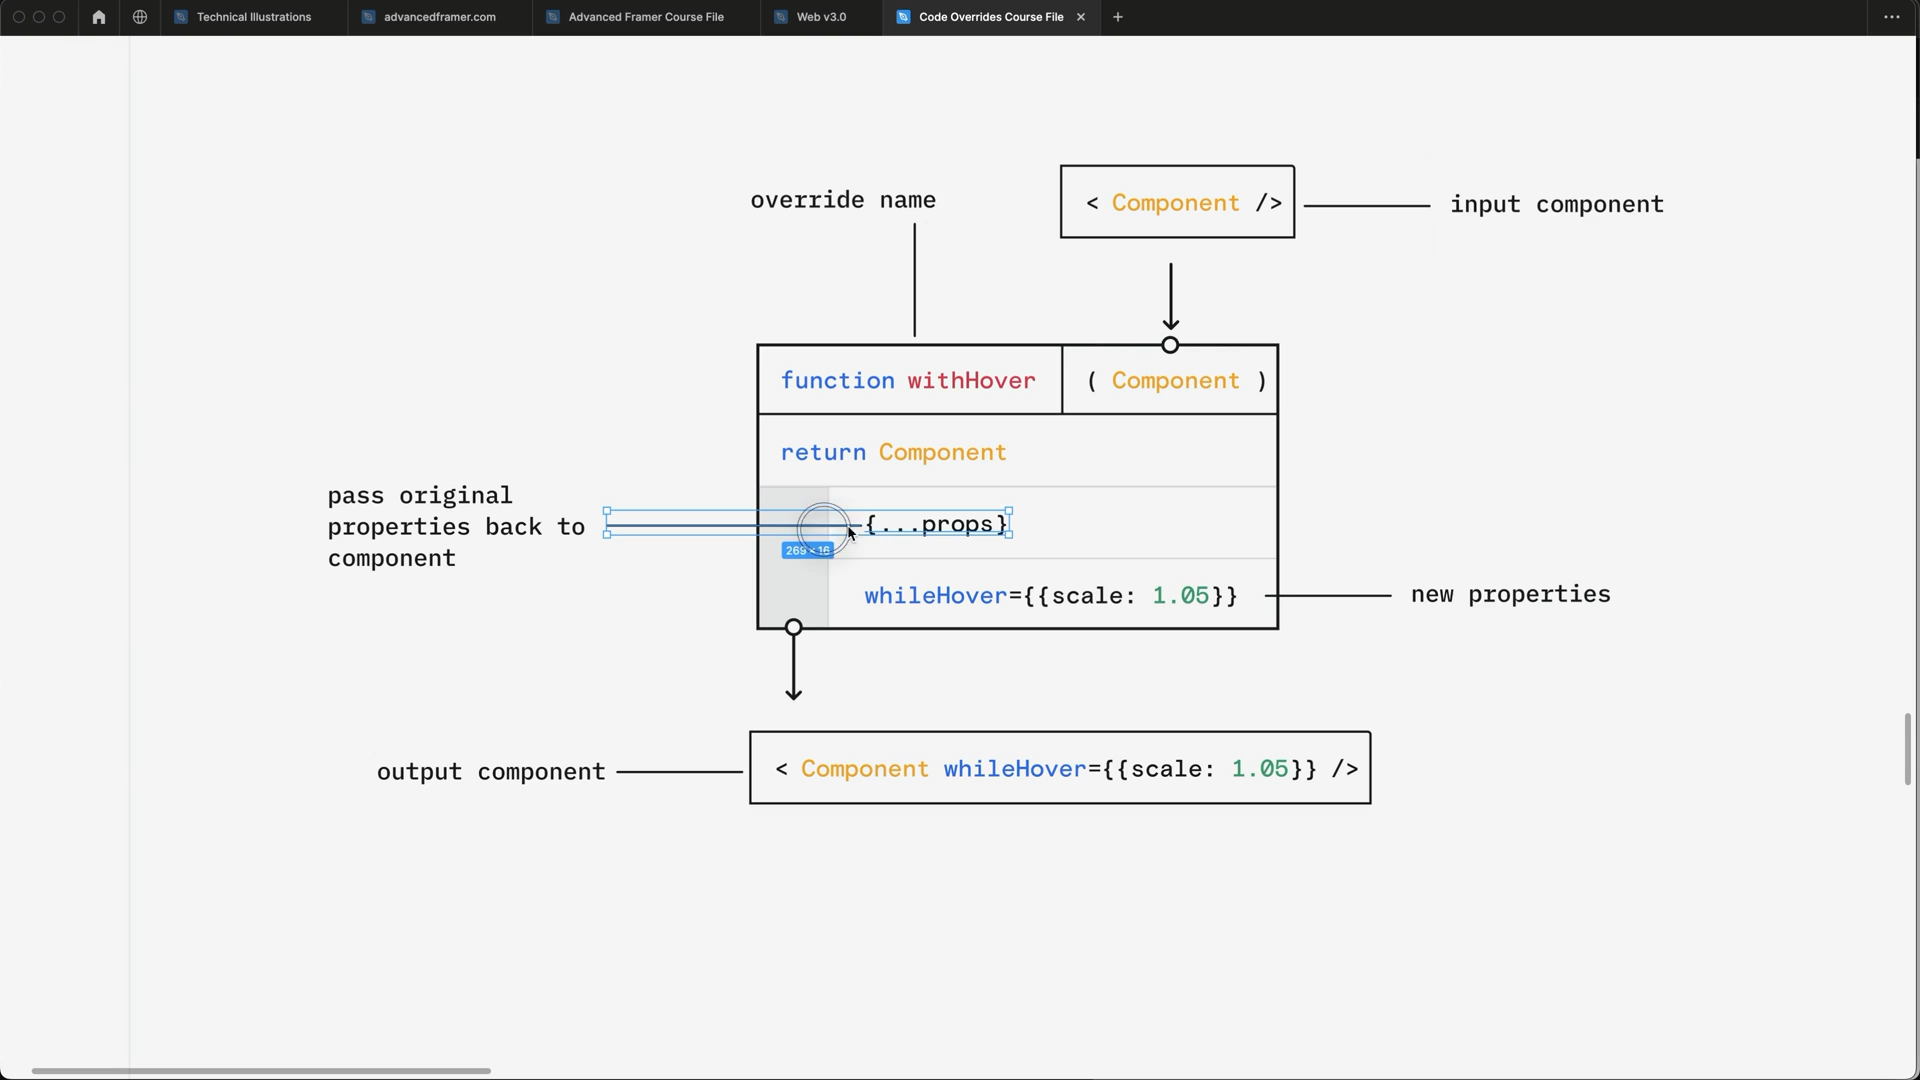 Technical Illustrations
advancedframer.com
Advanced Framer Course File
Web v3.0
Code Overrides Course File
override name
< Component />
input component
function withHover
( Component )
return Component
pass original
properties back to
component
{...props}
269 × 16
whileHover={{scale: 1.05}}
new properties
output component
< Component whileHover={{scale: 1.05}} />